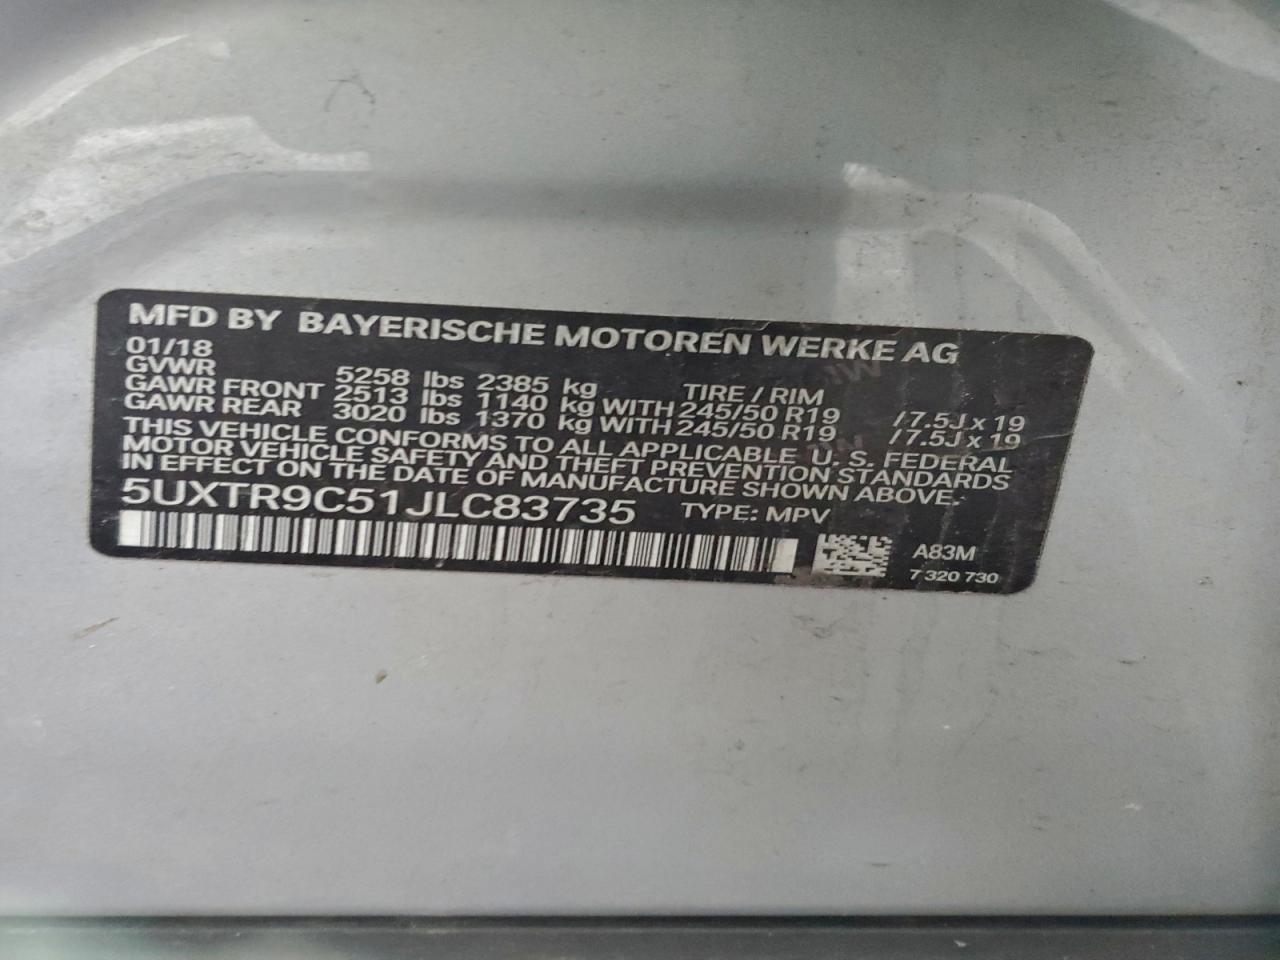 MFD BY BAYERISCHE MOTOREN WERKE AG
01/18
GVWR 5258 lbs 2385 kg TIRE / RIM
GAWR FRONT 2513 lbs 1140 kg WITH 245/50 R19 / 7.5J x 19
GAWR REAR 3020 lbs 1370 kg WITH 245/50 R19 / 7.5J x 19
THIS VEHICLE CONFORMS TO ALL APPLICABLE U. S. FEDERAL
MOTOR VEHICLE SAFETY AND THEFT PREVENTION STANDARDS
IN EFFECT ON THE DATE OF MANUFACTURE SHOWN ABOVE.
5UXTR9C51JLC83735 TYPE: MPV
A83M
7 320 730